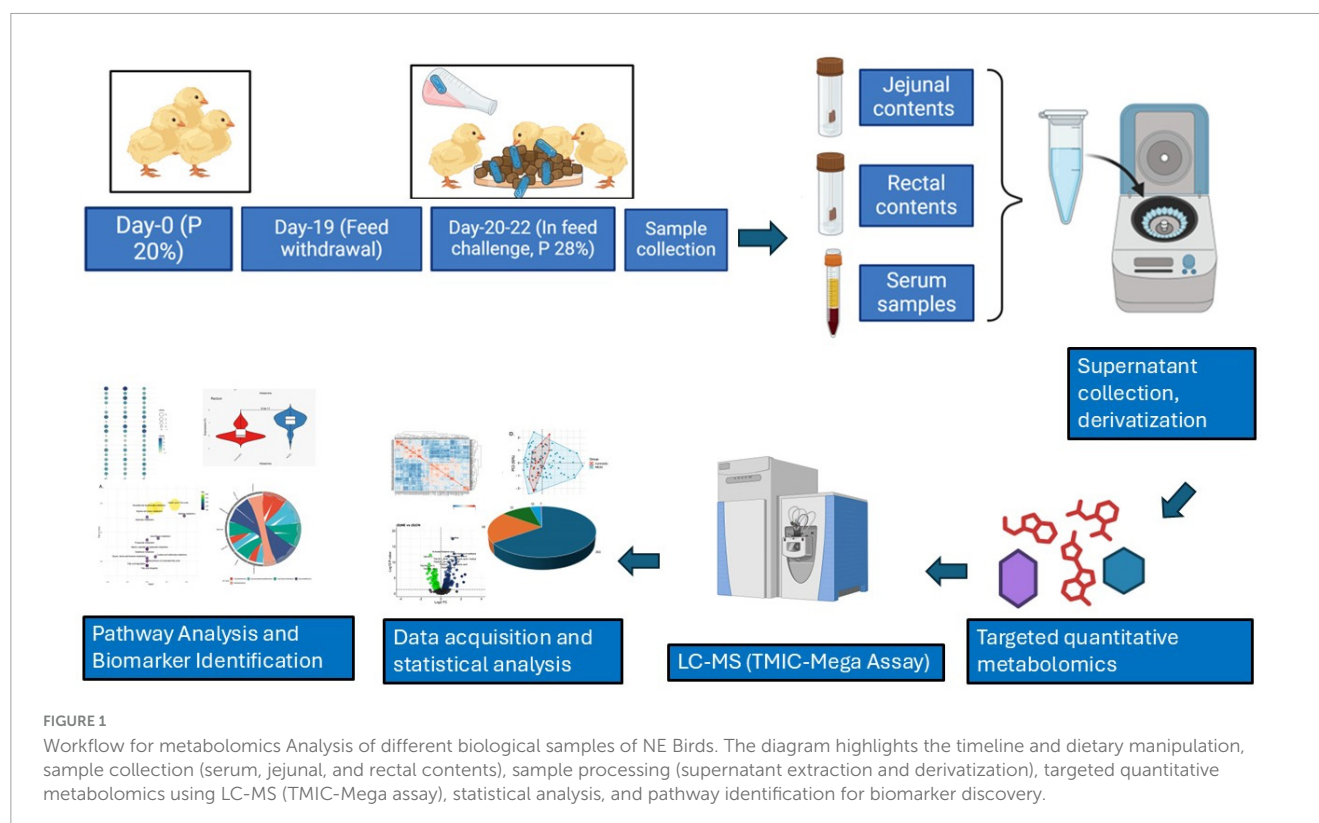 Day-0 (P
20%)
Day-19 (Feed
withdrawal)
Day-20-22 (In feed
challenge, P 28%)
Sample
collection
Jejunal
contents
Rectal
contents
Serum
samples
Supernatant
collection,
derivatization
Pathway Analysis and
Biomarker Identification
Data acquisition and
statistical analysis
LC-MS (TMIC-Mega Assay)
Targeted quantitative
metabolomics
FIGURE 1
Workflow for metabolomics Analysis of different biological samples of NE Birds. The diagram highlights the timeline and dietary manipulation,
sample collection (serum, jejunal, and rectal contents), sample processing (supernatant extraction and derivatization), targeted quantitative
metabolomics using LC-MS (TMIC-Mega assay), statistical analysis, and pathway identification for biomarker discovery.